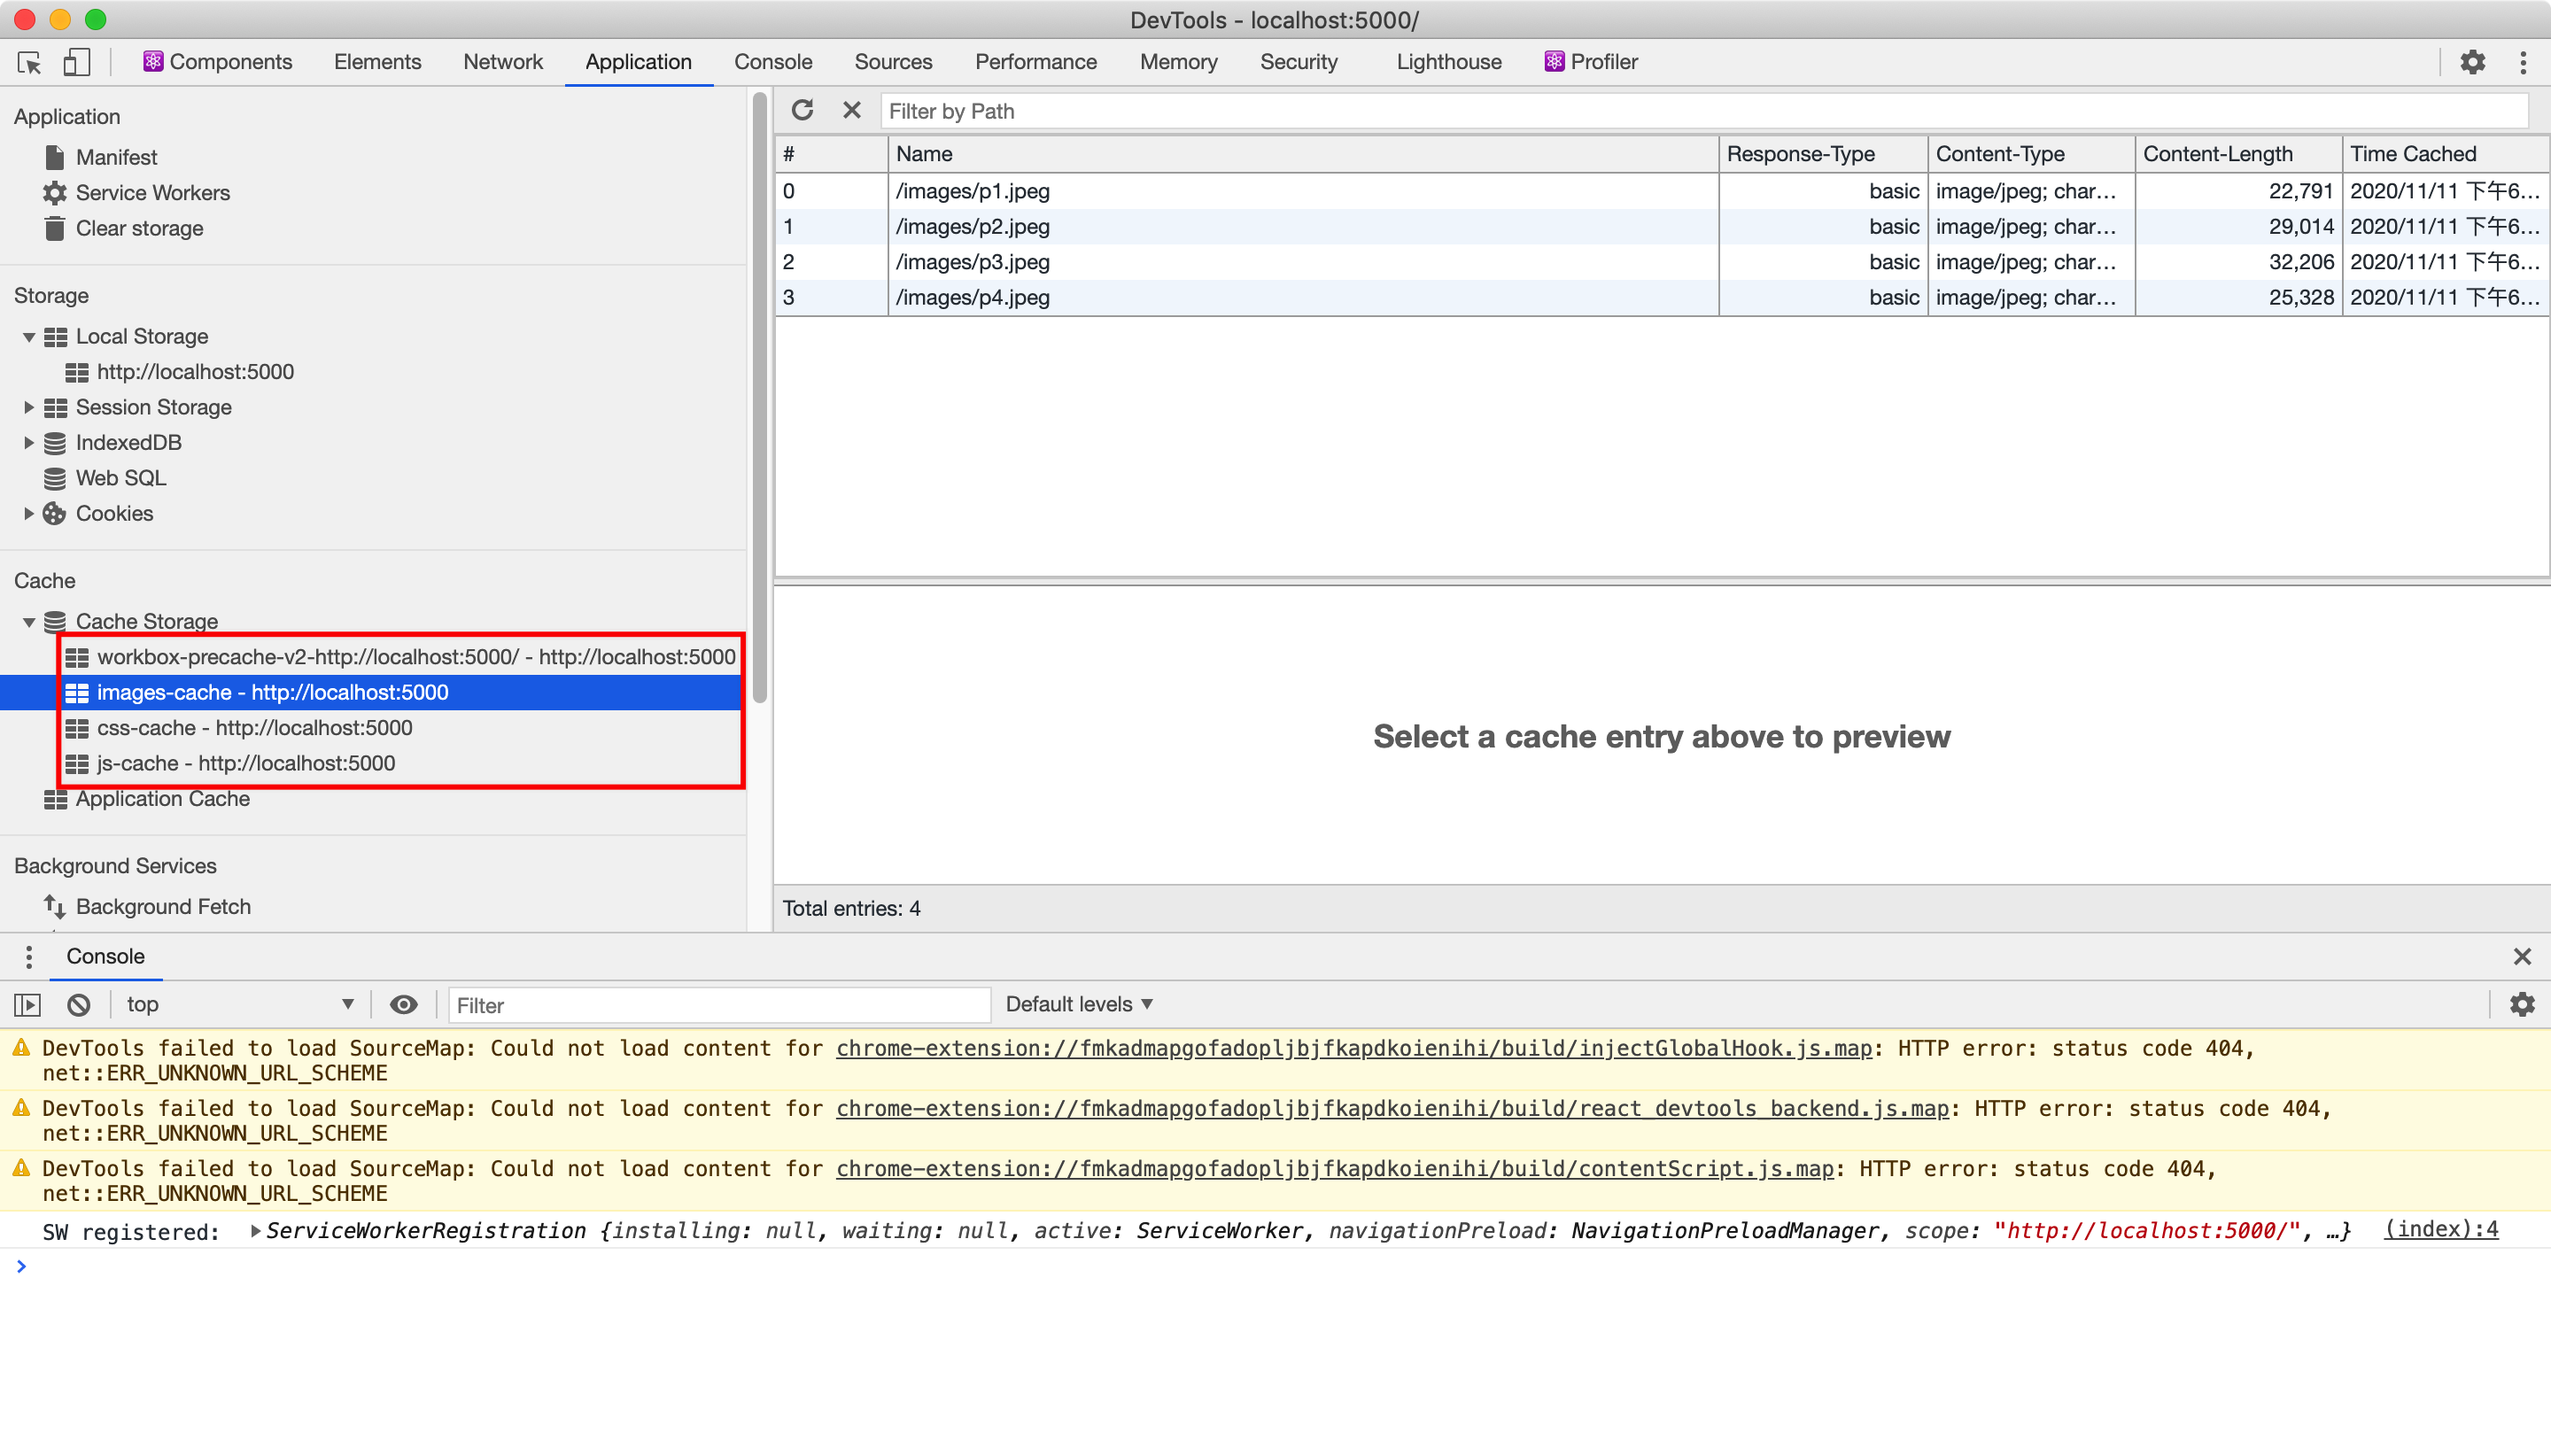 DevTools - localhost:5000/
Components Elements Network Application Console Sources Performance Memory Security Lighthouse Profiler
Application
Manifest
Service Workers
Clear storage
Storage
Local Storage
http://localhost:5000
Session Storage
IndexedDB
Web SQL
Cookies
Cache
Cache Storage
workbox-precache-v2-http://localhost:5000/ - http://localhost:5000
images-cache - http://localhost:5000
css-cache - http://localhost:5000
js-cache - http://localhost:5000
Application Cache
Background Services
Background Fetch
Filter by Path
# Name Response-Type Content-Type Content-Length Time Cached
0 /images/p1.jpeg basic image/jpeg; char... 22,791 2020/11/11 下午6...
1 /images/p2.jpeg basic image/jpeg; char... 29,014 2020/11/11 下午6...
2 /images/p3.jpeg basic image/jpeg; char... 32,206 2020/11/11 下午6...
3 /images/p4.jpeg basic image/jpeg; char... 25,328 2020/11/11 下午6...
Select a cache entry above to preview
Total entries: 4
Console
top Filter Default levels
DevTools failed to load SourceMap: Could not load content for chrome-extension://fmkadmapgofadopljbjfkapdkoienihi/build/injectGlobalHook.js.map: HTTP error: status code 404,
net::ERR_UNKNOWN_URL_SCHEME
DevTools failed to load SourceMap: Could not load content for chrome-extension://fmkadmapgofadopljbjfkapdkoienihi/build/react_devtools_backend.js.map: HTTP error: status code 404,
net::ERR_UNKNOWN_URL_SCHEME
DevTools failed to load SourceMap: Could not load content for chrome-extension://fmkadmapgofadopljbjfkapdkoienihi/build/contentScript.js.map: HTTP error: status code 404,
net::ERR_UNKNOWN_URL_SCHEME
SW registered: ServiceWorkerRegistration {installing: null, waiting: null, active: ServiceWorker, navigationPreload: NavigationPreloadManager, scope: "http://localhost:5000/", …} (index):4